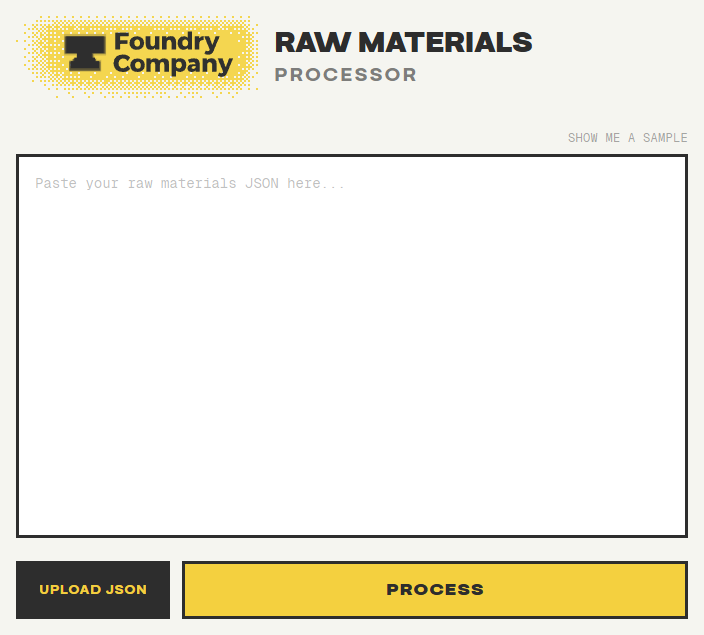 Foundry
Company
RAW MATERIALS
PROCESSOR
SHOW ME A SAMPLE
Paste your raw materials JSON here...
UPLOAD JSON
PROCESS